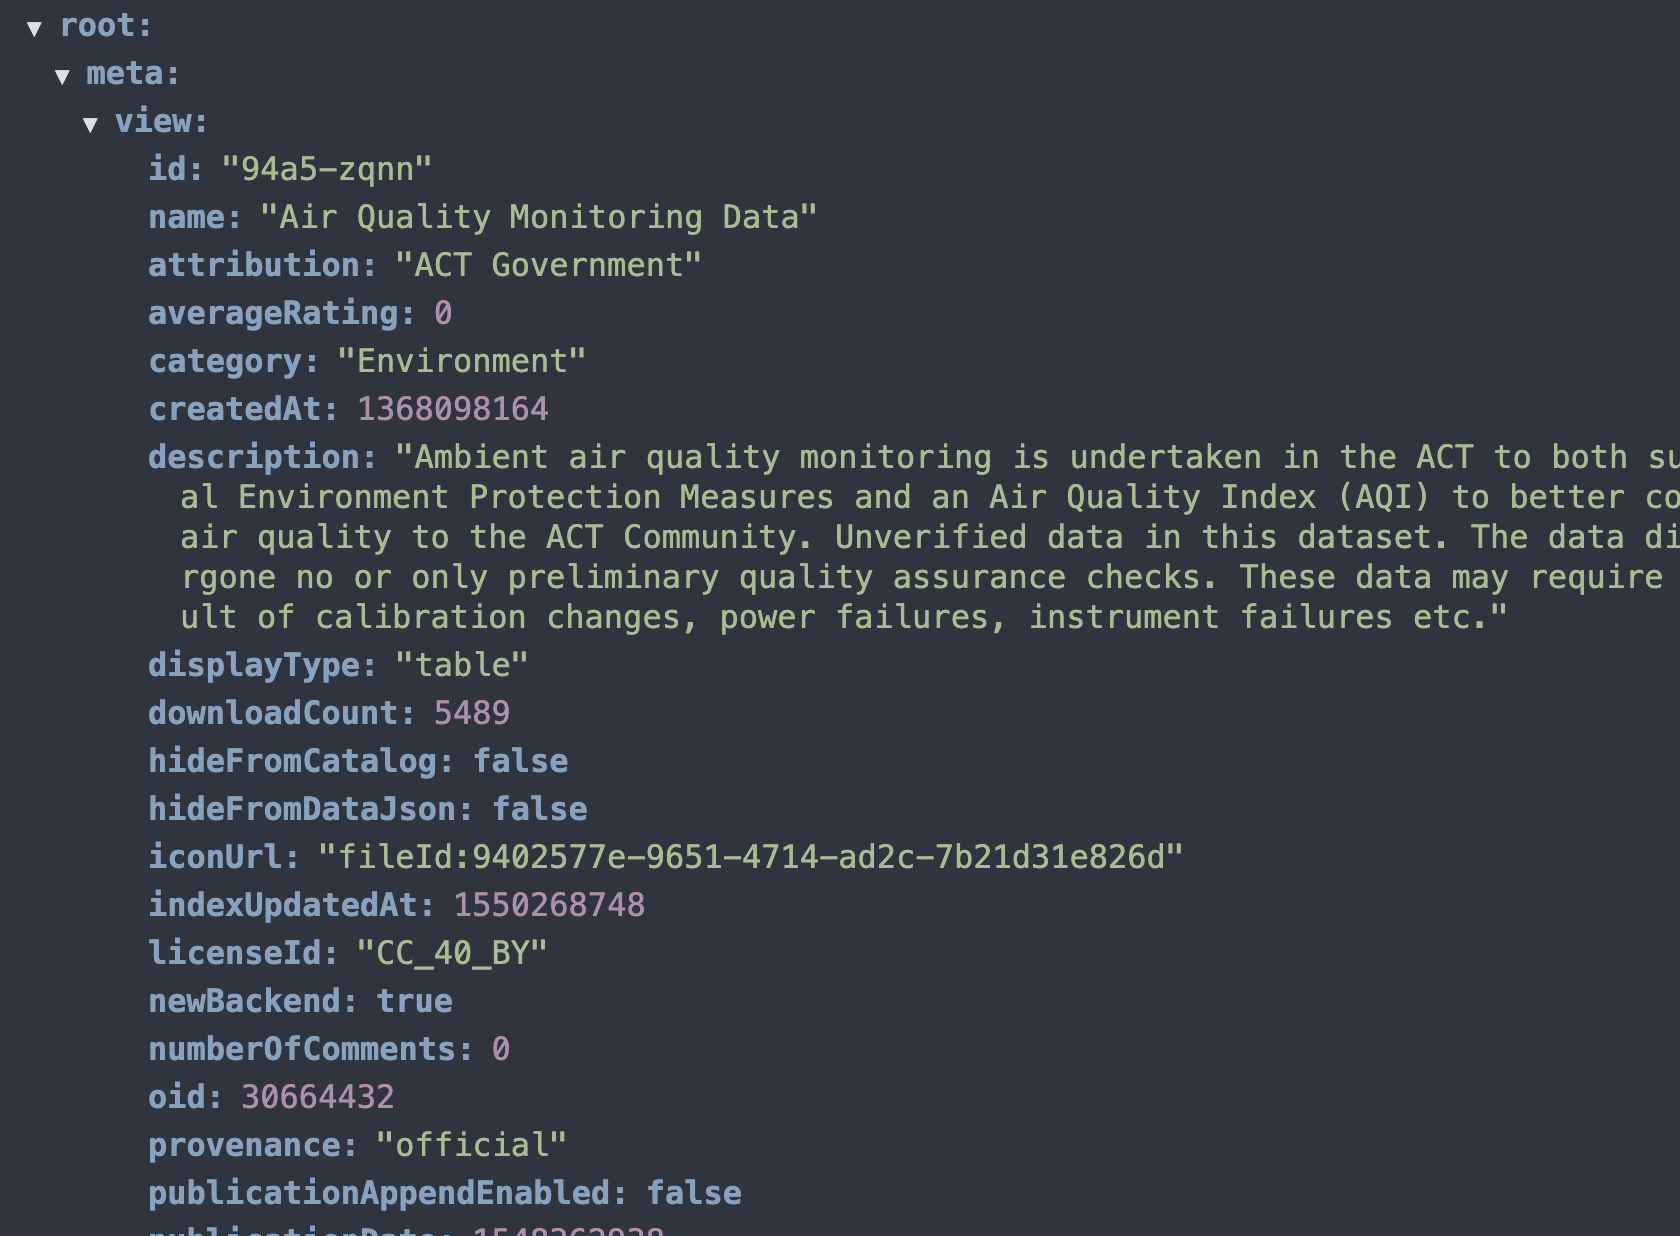 ▼ root:
▼ meta:
▼ view:
id: "94a5-zqnn"
name: "Air Quality Monitoring Data"
attribution: "ACT Government"
averageRating: 0
category: "Environment"
createdAt: 1368098164
description: "Ambient air quality monitoring is undertaken in the ACT to both su
al Environment Protection Measures and an Air Quality Index (AQI) to better co
air quality to the ACT Community. Unverified data in this dataset. The data di
rgone no or only preliminary quality assurance checks. These data may require
ult of calibration changes, power failures, instrument failures etc."
displayType: "table"
downloadCount: 5489
hideFromCatalog: false
hideFromDataJson: false
iconUrl: "fileId:9402577e-9651-4714-ad2c-7b21d31e826d"
indexUpdatedAt: 1550268748
licenseId: "CC_40_BY"
newBackend: true
numberOfComments: 0
oid: 30664432
provenance: "official"
publicationAppendEnabled: false
publicationDate: